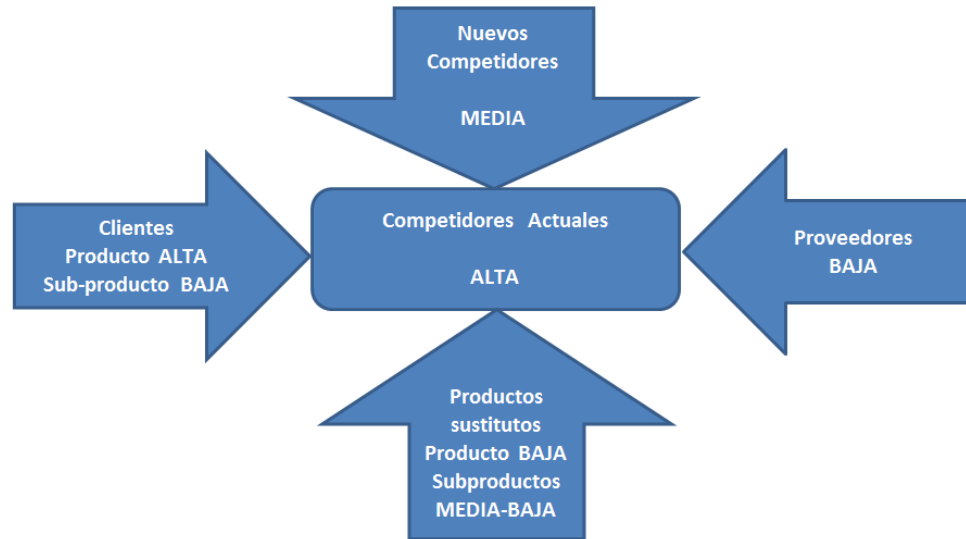 Nuevos
Competidores
MEDIA
Clientes
Producto ALTA
Sub-producto BAJA
Competidores Actuales
ALTA
Proveedores
BAJA
Productos
sustitutos
Producto BAJA
Subproductos
MEDIA-BAJA